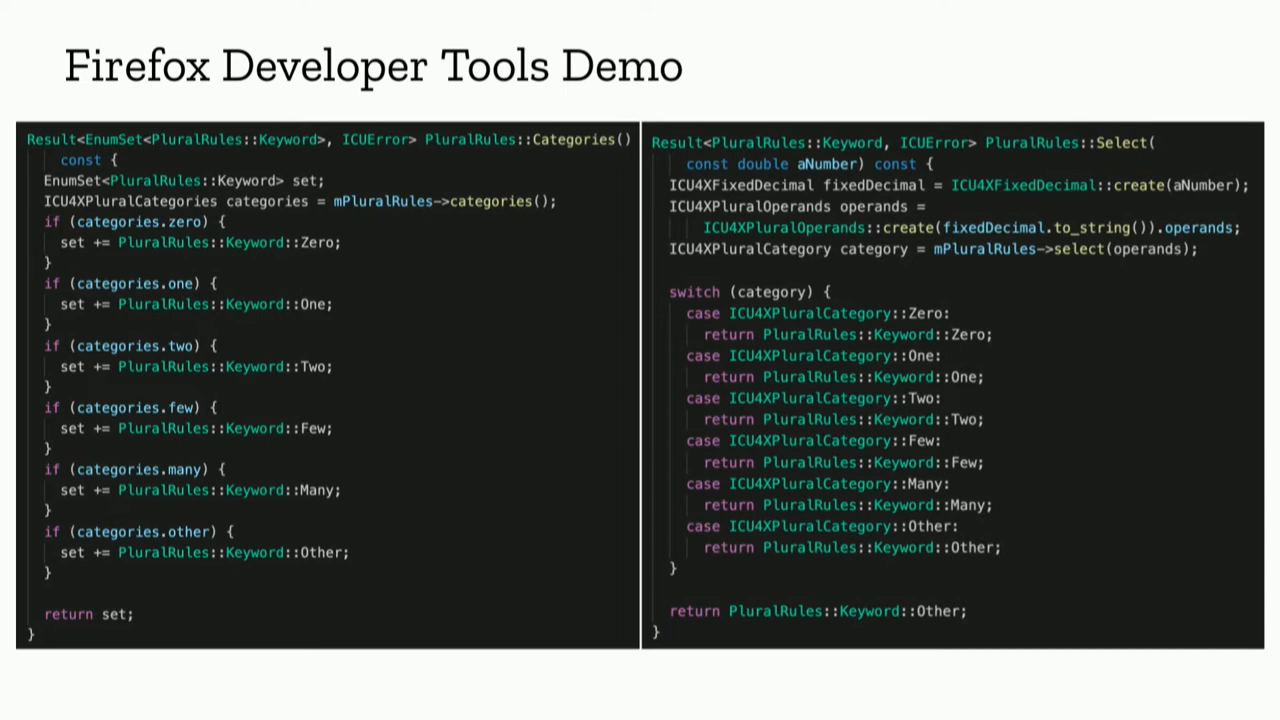 Firefox Developer Tools Demo
Result<EnumSet<PluralRules::Keyword>, ICUError> PluralRules::Categories()
const {
EnumSet<PluralRules::Keyword> set;
ICU4XPluralCategories categories = mPluralRules->categories();
if (categories.zero) {
set += PluralRules::Keyword::Zero;
}
if (categories.one) {
set += PluralRules::Keyword::One;
}
if (categories.two) {
set += PluralRules::Keyword::Two;
}
if (categories.few) {
set += PluralRules::Keyword::Few;
}
if (categories.many) {
set += PluralRules::Keyword::Many;
}
if (categories.other) {
set += PluralRules::Keyword::Other;
}
return set;
}
Result<PluralRules::Keyword, ICUError> PluralRules::Select(
const double aNumber) const {
ICU4XFixedDecimal fixedDecimal = ICU4XFixedDecimal::create(aNumber);
ICU4XPluralOperands operands =
ICU4XPluralOperands::create(fixedDecimal.to_string()).operands;
ICU4XPluralCategory category = mPluralRules->select(operands);
switch (category) {
case ICU4XPluralCategory::Zero:
return PluralRules::Keyword::Zero;
case ICU4XPluralCategory::One:
return PluralRules::Keyword::One;
case ICU4XPluralCategory::Two:
return PluralRules::Keyword::Two;
case ICU4XPluralCategory::Few:
return PluralRules::Keyword::Few;
case ICU4XPluralCategory::Many:
return PluralRules::Keyword::Many;
case ICU4XPluralCategory::Other:
return PluralRules::Keyword::Other;
}
return PluralRules::Keyword::Other;
}